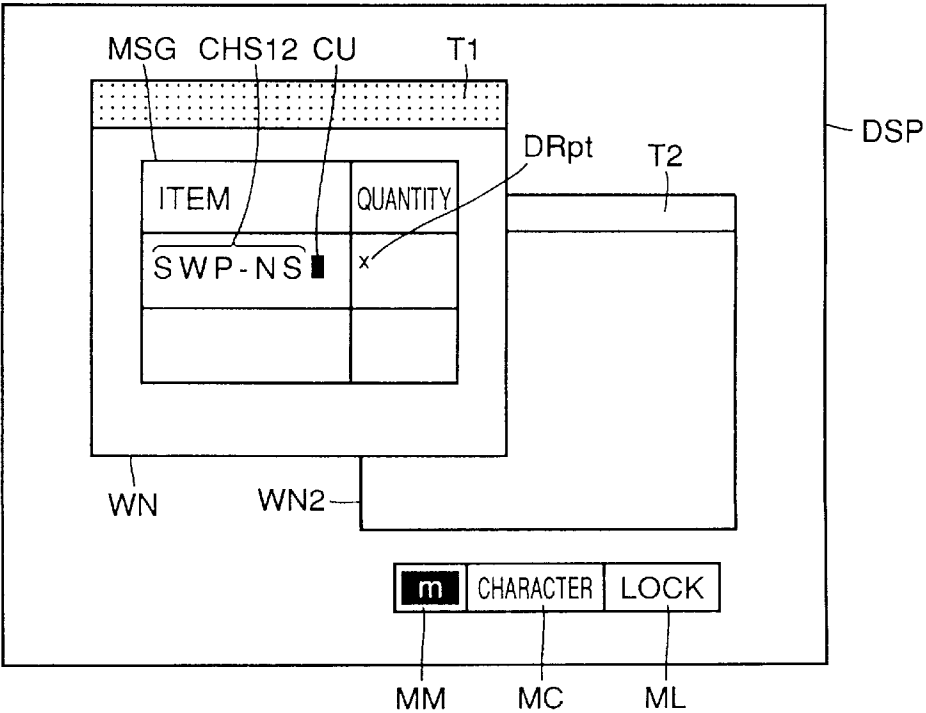 MSG CHS12 CU T1
DSP
DRpt T2
ITEM QUANTITY
SWP-NS x
WN WN2
m CHARACTER LOCK
MM MC ML